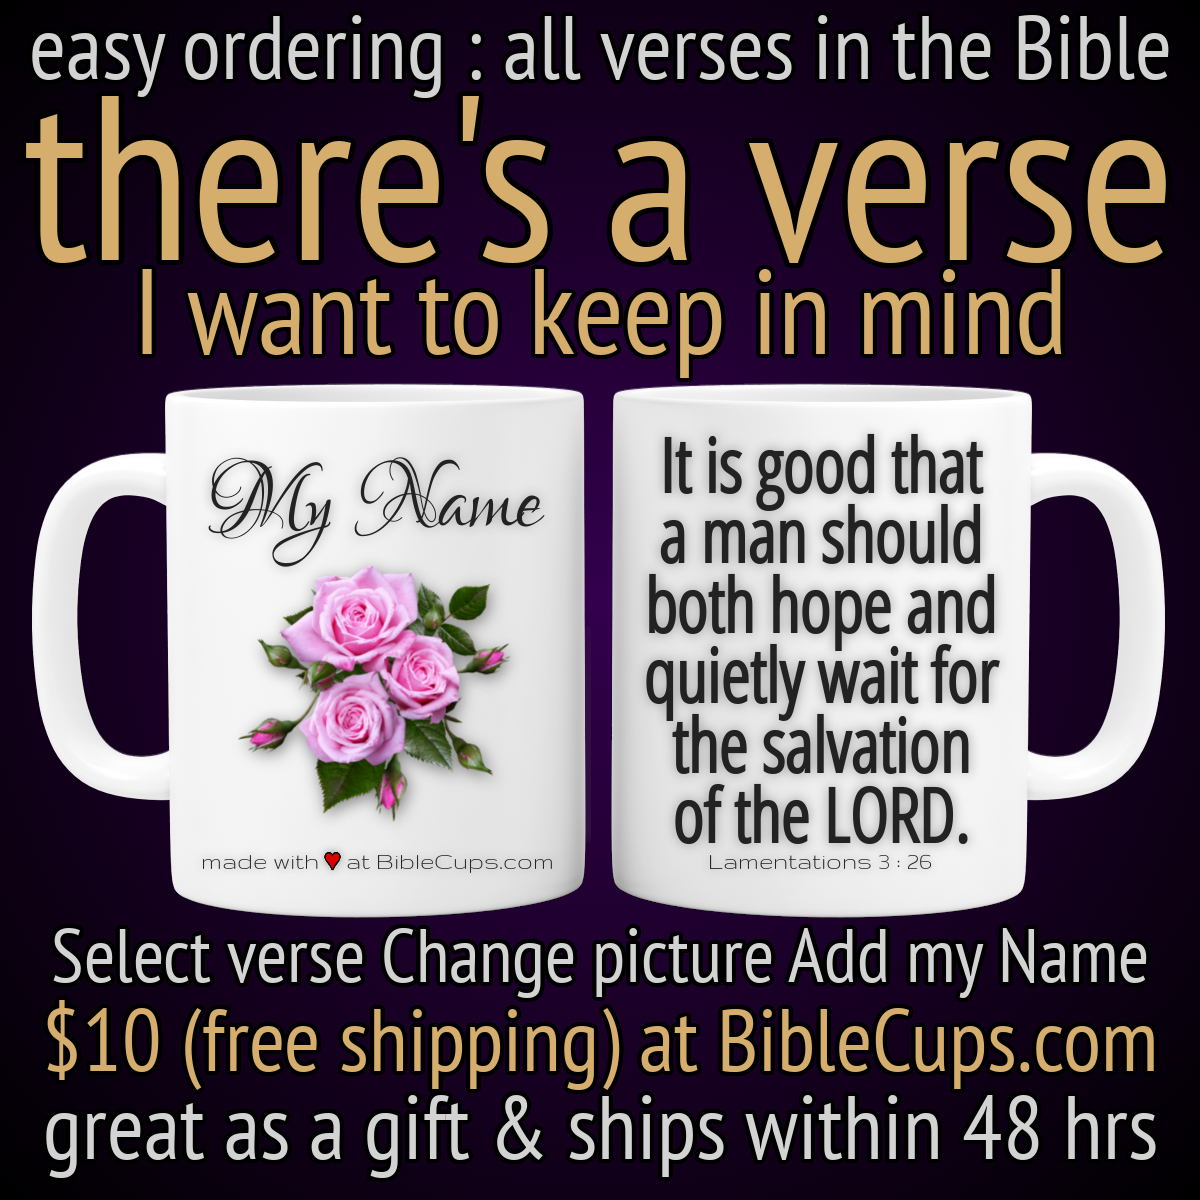 easy ordering : all verses in the Bible
there's a verse
I want to keep in mind
My Name
made with at BibleCups.com
It is good that
a man should
both hope and
quietly wait for
the salvation
of the LORD.
Lamentations 3 : 26
Select verse Change picture Add my Name
$10 (free shipping) at BibleCups.com
great as a gift & ships within 48 hrs